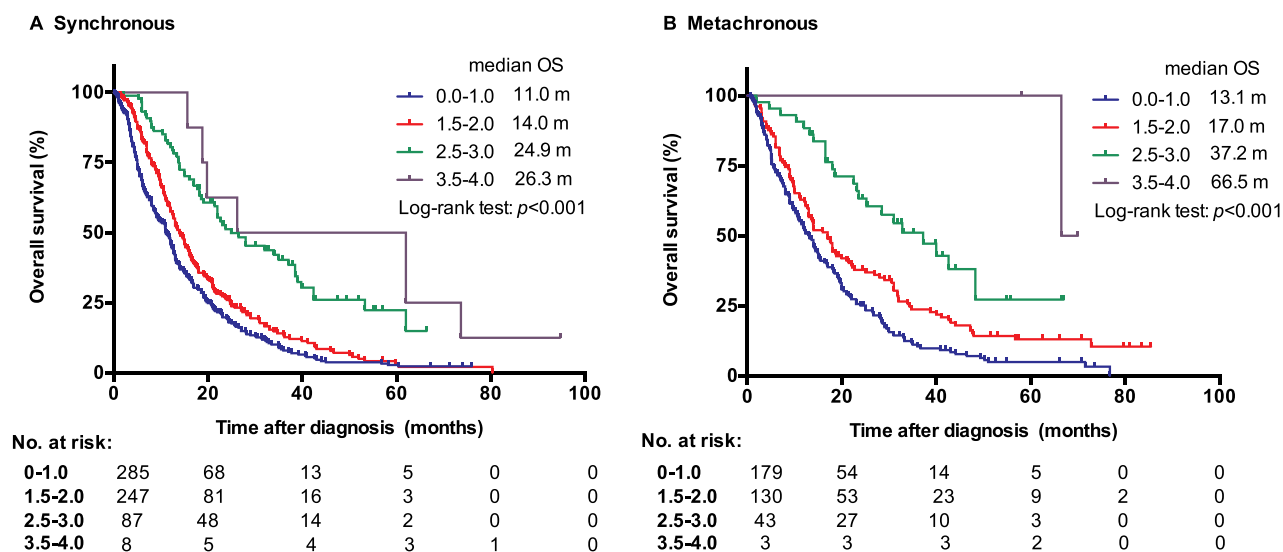 A Synchronous
median OS
0.0-1.0 11.0 m
1.5-2.0 14.0 m
2.5-3.0 24.9 m
3.5-4.0 26.3 m
Log-rank test: p<0.001
Overall survival (%)
100
75
50
25
0
0 20 40 60 80 100
Time after diagnosis (months)
No. at risk:
0-1.0 285 68 13 5 0 0
1.5-2.0 247 81 16 3 0 0
2.5-3.0 87 48 14 2 0 0
3.5-4.0 8 5 4 3 1 0
B Metachronous
median OS
0.0-1.0 13.1 m
1.5-2.0 17.0 m
2.5-3.0 37.2 m
3.5-4.0 66.5 m
Log-rank test: p<0.001
Overall survival (%)
100
75
50
25
0
0 20 40 60 80 100
Time after diagnosis (months)
No. at risk:
0-1.0 179 54 14 5 0 0
1.5-2.0 130 53 23 9 2 0
2.5-3.0 43 27 10 3 0 0
3.5-4.0 3 3 3 2 0 0